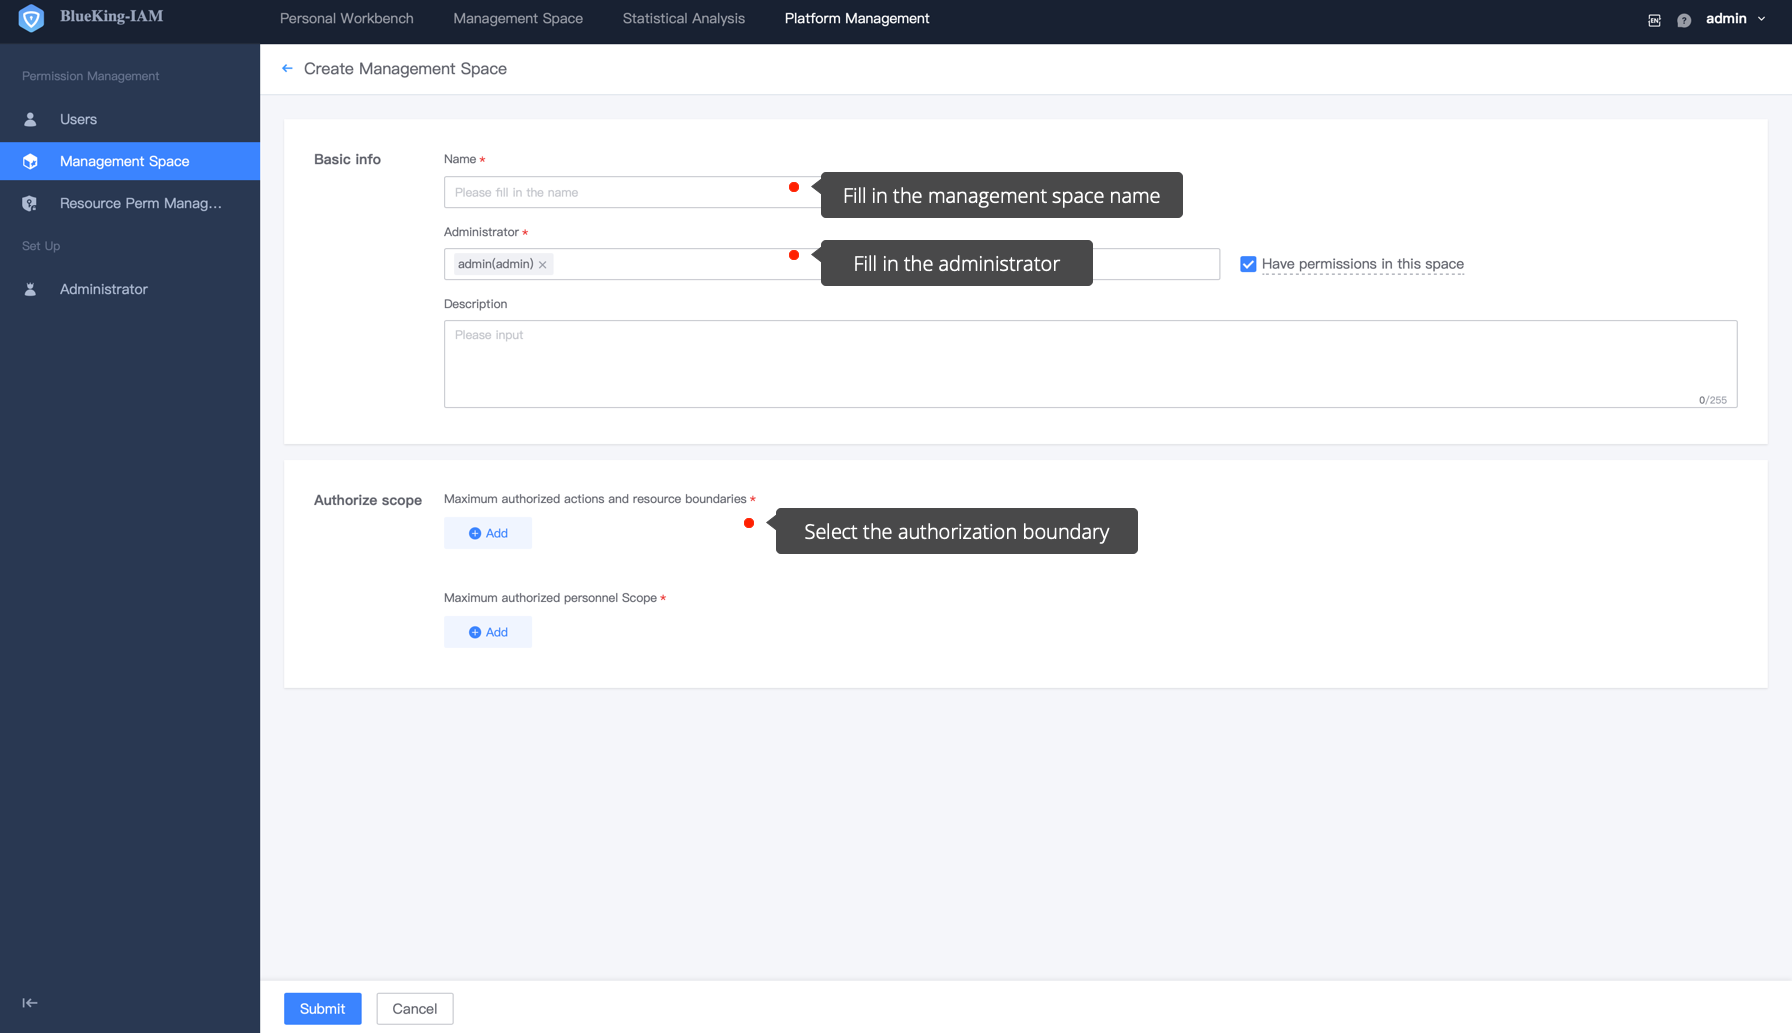 BlueKing-IAM
Personal Workbench
Management Space
Statistical Analysis
Platform Management
EN
?
admin
Permission Management
Users
Management Space
Resource Perm Manag...
Set Up
Administrator
Create Management Space
Basic info
Name *
Please fill in the name
Fill in the management space name
Administrator *
admin(admin)
Fill in the administrator
Have permissions in this space
Description
Please input
0/255
Authorize scope
Maximum authorized actions and resource boundaries *
Add
Select the authorization boundary
Maximum authorized personnel Scope *
Add
Submit
Cancel